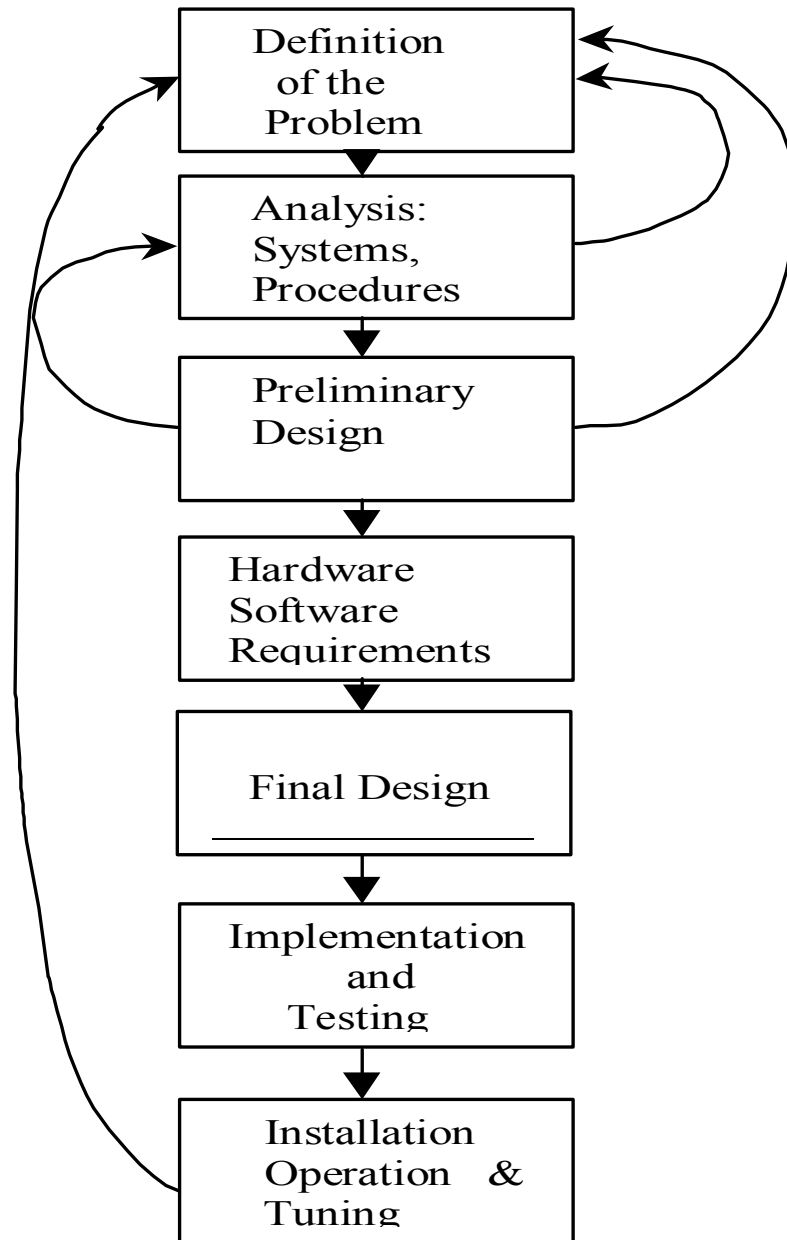 Definition
of the
Problem
Analysis:
Systems,
Procedures
Preliminary
Design
Hardware
Software
Requirements
Final Design
Implementation
and
Testing
Installation
Operation &
Tuning